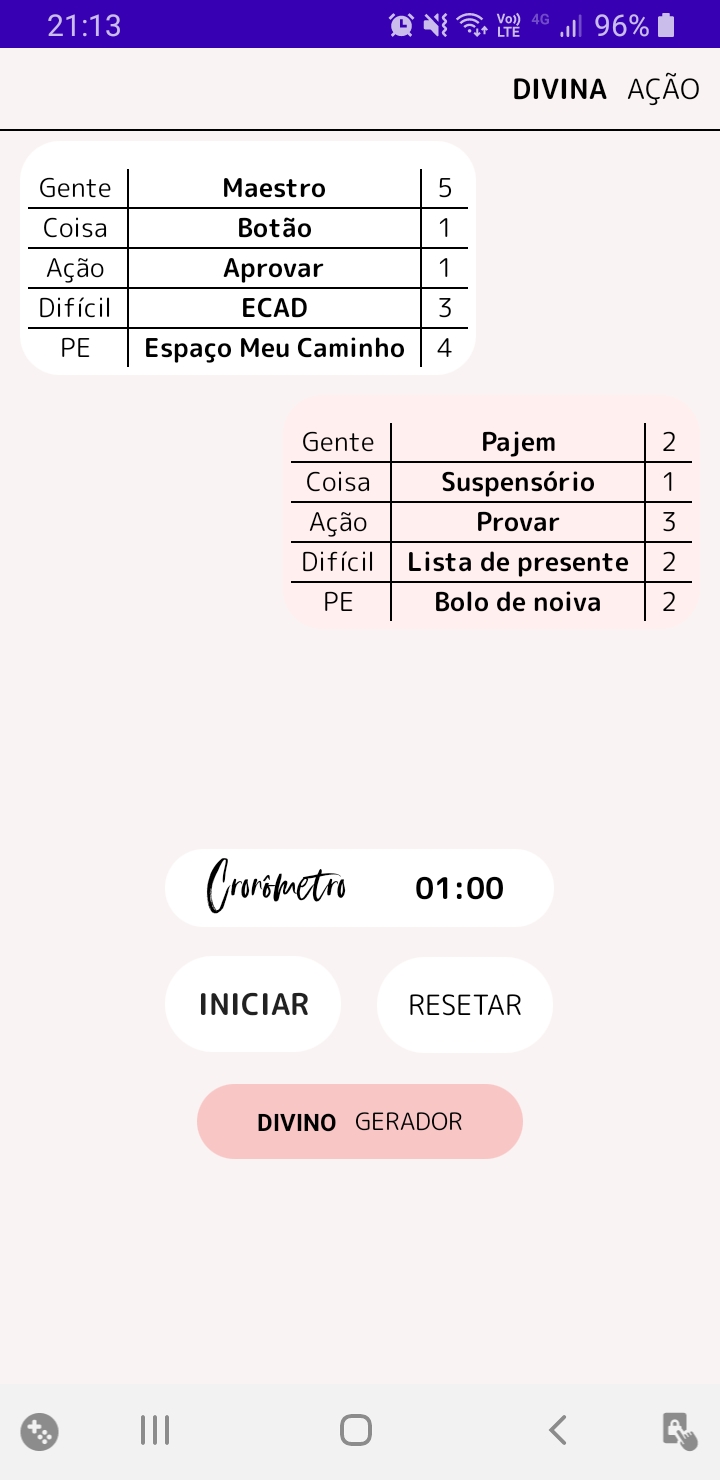 21:13 Vo)) LTE 4G 96%
DIVINA AÇÃO
Gente Maestro 5
Coisa Botão 1
Ação Aprovar 1
Difícil ECAD 3
PE Espaço Meu Caminho 4
Gente Pajem 2
Coisa Suspensório 1
Ação Provar 3
Difícil Lista de presente 2
PE Bolo de noiva 2
Cronômetro 01:00
INICIAR RESETAR
DIVINO GERADOR